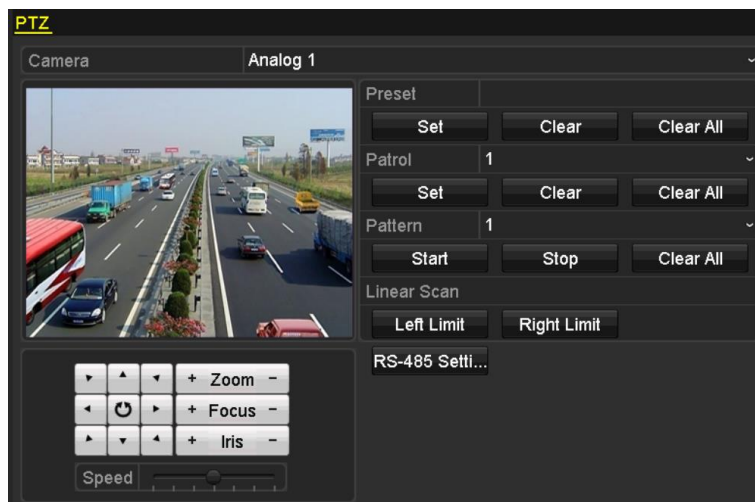 PTZ
Camera Analog 1
Preset
Set Clear Clear All
Patrol 1
Set Clear Clear All
Pattern 1
Start Stop Clear All
Linear Scan
Left Limit Right Limit
RS-485 Setti...
+ Zoom −
+ Focus −
+ Iris −
Speed